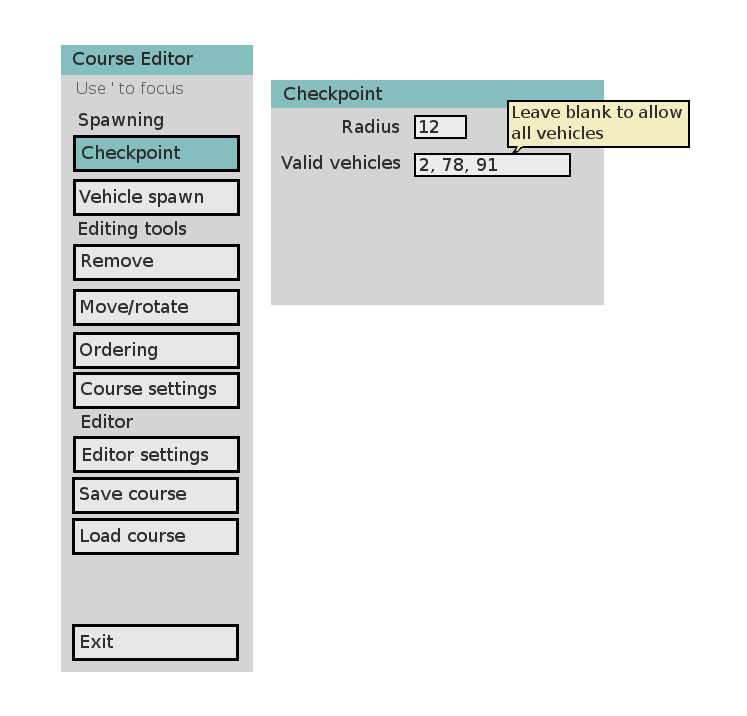 Course Editor
Use ' to focus
Spawning
Checkpoint
Vehicle spawn
Editing tools
Remove
Move/rotate
Ordering
Course settings
Editor
Editor settings
Save course
Load course
Exit
Checkpoint
Leave blank to allow
all vehicles
Radius 12
Valid vehicles 2, 78, 91